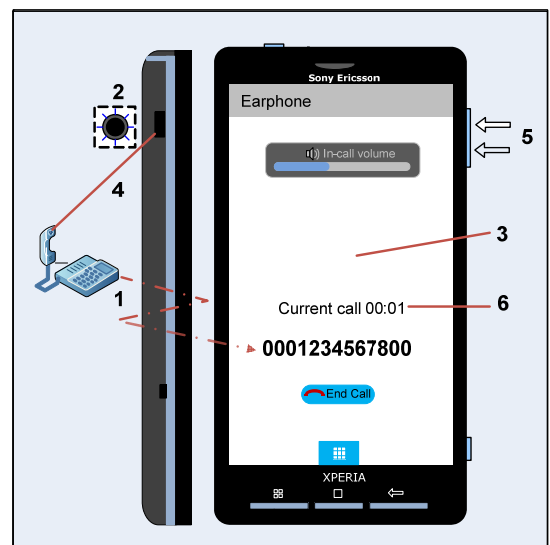 2
Sony Ericsson
Earphone
In-call volume
5
4
3
1
Current call 00:01
6
0001234567800
End Call
XPERIA